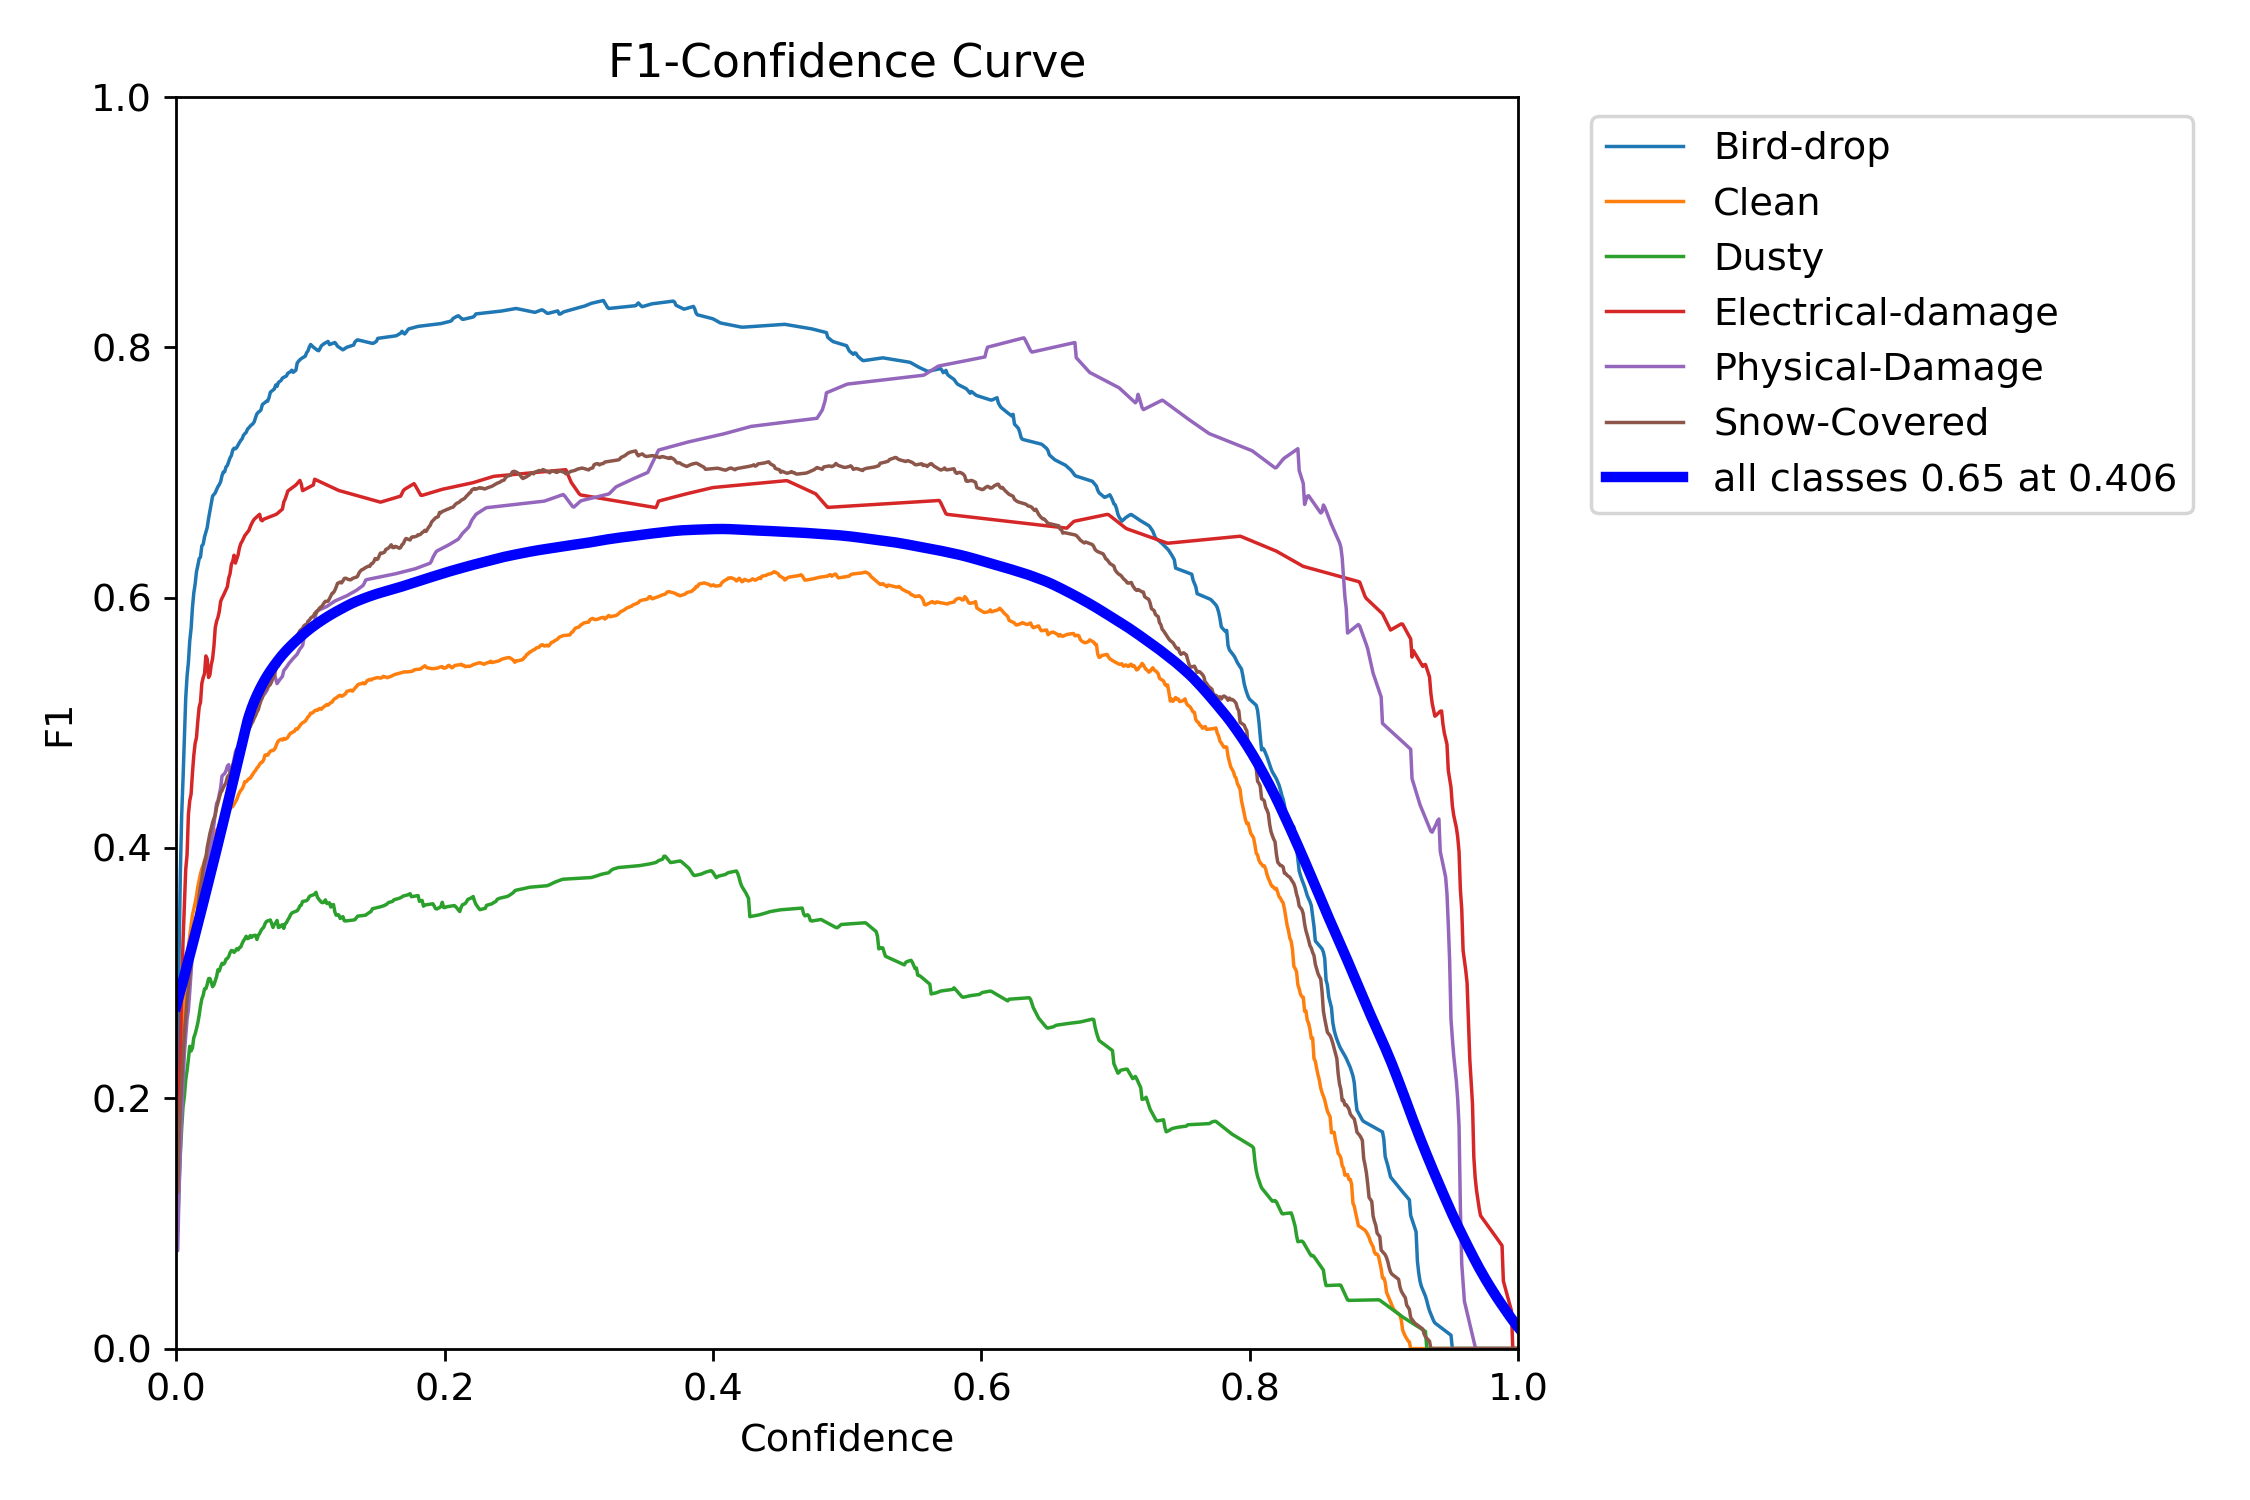 F1-Confidence Curve
1.0
0.8
0.6
0.4
0.2
0.0
F1
0.0 0.2 0.4 0.6 0.8 1.0
Confidence
Bird-drop
Clean
Dusty
Electrical-damage
Physical-Damage
Snow-Covered
all classes 0.65 at 0.406